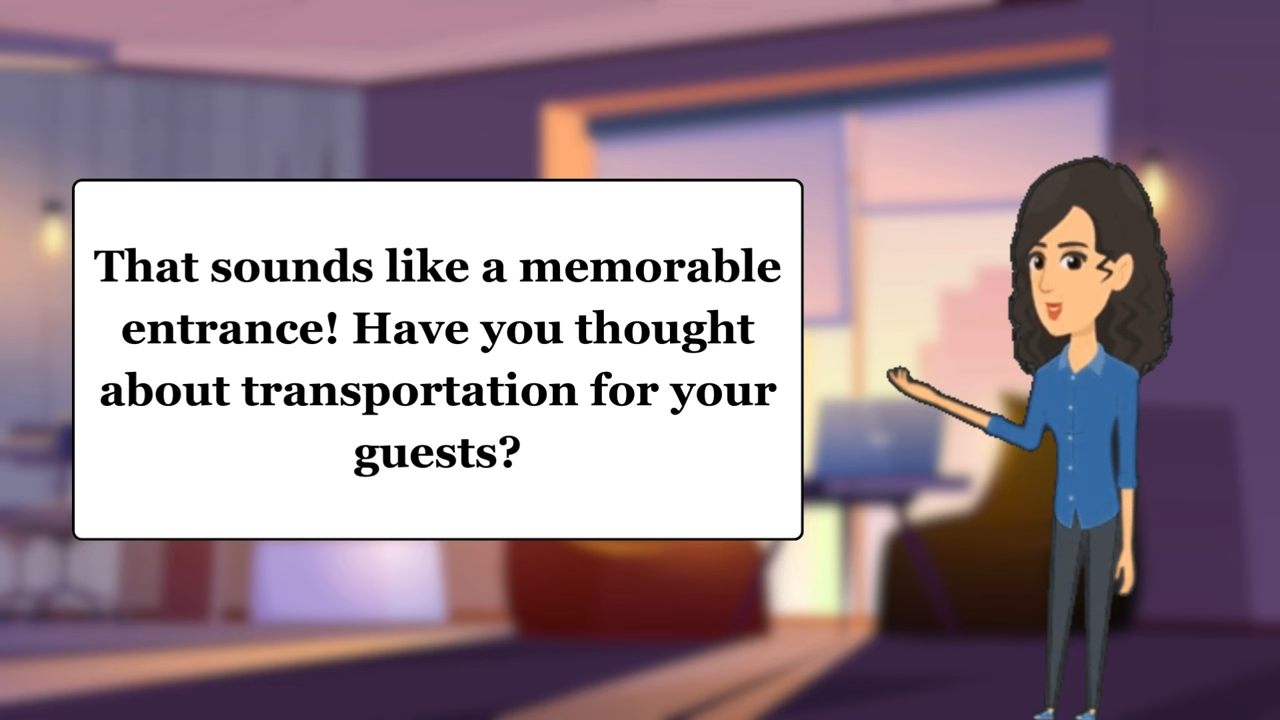 That sounds like a memorable
entrance! Have you thought
about transportation for your
guests?